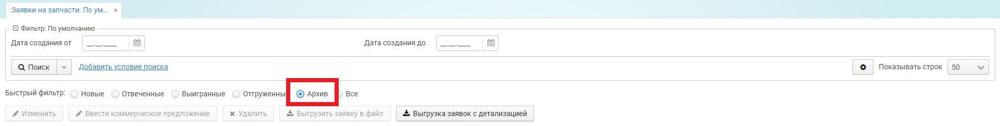 Заявки на запчасти: По ум... ×
Фильтр: По умолчанию
Дата создания от __.__.____ Дата создания до __.__.____
Поиск Добавить условие поиска Показывать строк 50
Быстрый фильтр: Новые Отвеченные Выигранные Отгруженны Архив Все
Изменить Ввести коммерческое предложение Удалить Выгрузить заявку в файл Выгрузка заявок с детализацией